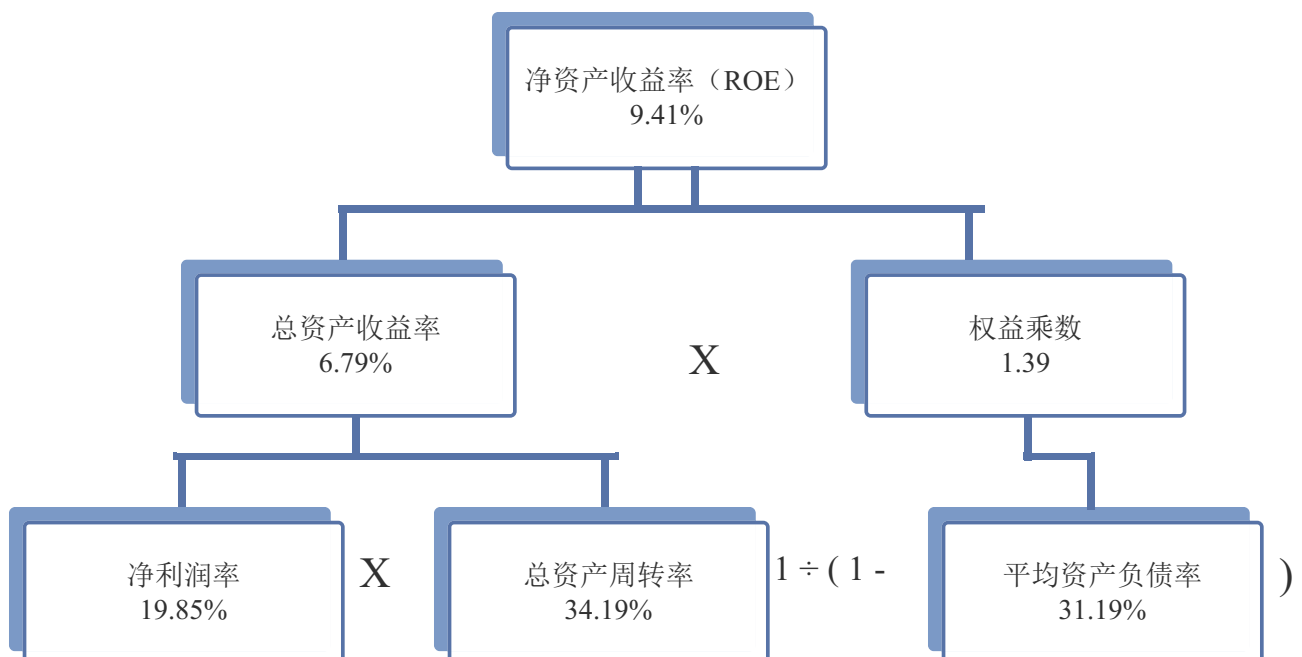 净资产收益率（ROE）
9.41%
总资产收益率
6.79%
X
权益乘数
1.39
净利润率
19.85%
X
总资产周转率
34.19%
1 ÷ ( 1 -
平均资产负债率
31.19%
)